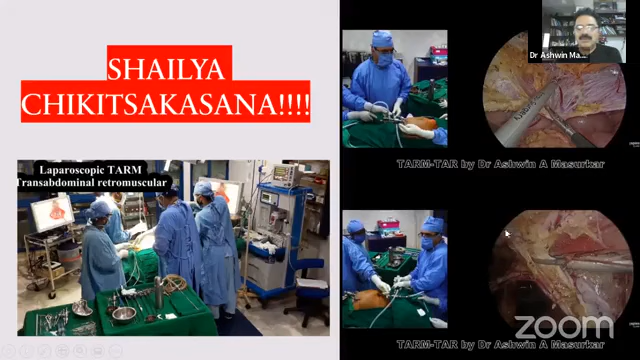 SHAILYA
CHIKITSAKASANA!!!!
Laparoscopic TARM
Transabdominal retromuscular
Dr Ashwin Ma...
TARM-TAR by Dr Ashwin A Masurkar
TARM-TAR by Dr Ashwin A Masurkar
zoom